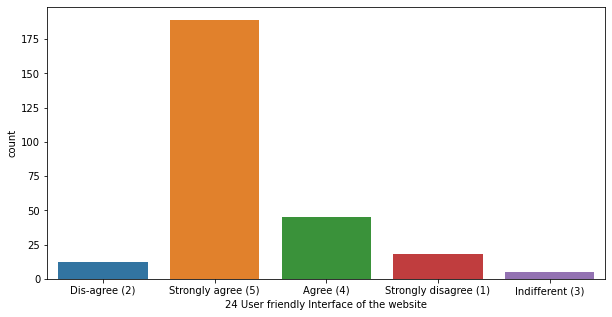 175
150
125
100
75
50
25
0
count
Dis-agree (2) Strongly agree (5) Agree (4) Strongly disagree (1) Indifferent (3)
24 User friendly Interface of the website